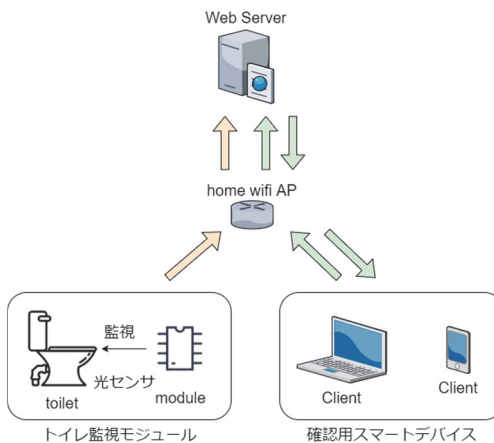 Web Server
home wifi AP
監視
光センサ
toilet
module
Client
Client
トイレ監視モジュール
確認用スマートデバイス